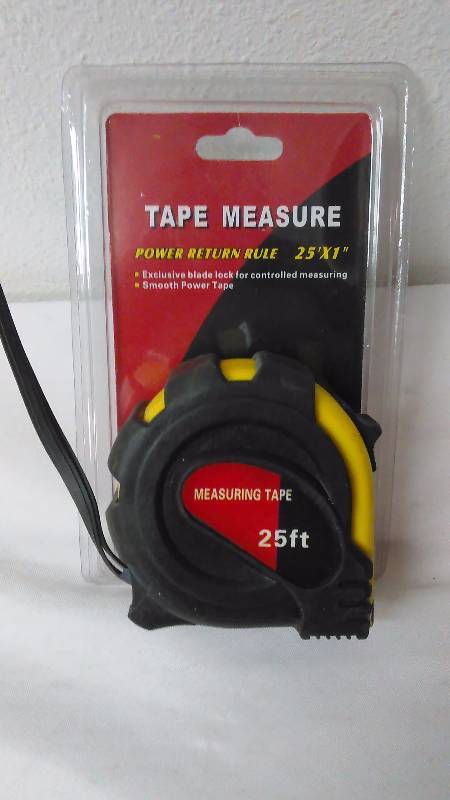 TAPE MEASURE
POWER RETURN RULE 25'X1"
Exclusive blade lock for controlled measuring
Smooth Power Tape
MEASURING TAPE
25ft